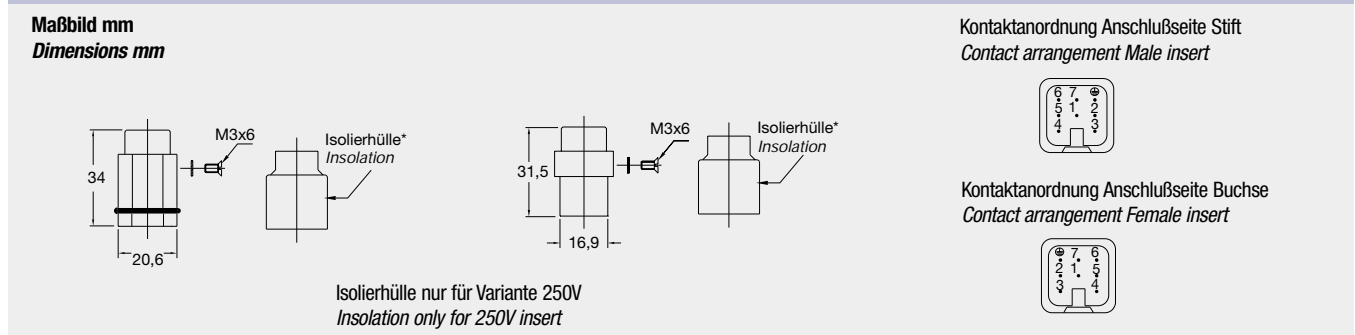 Maßbild mm
Dimensions mm
34
20,6
M3x6
Isolierhülle*
Insolation
31,5
16,9
M3x6
Isolierhülle*
Insolation
Isolierhülle nur für Variante 250V
Insolation only for 250V insert
Kontaktanordnung Anschlußseite Stift
Contact arrangement Male insert
6 7
5 1 2
4 3
Kontaktanordnung Anschlußseite Buchse
Contact arrangement Female insert
7 6
2 1 5
3 4